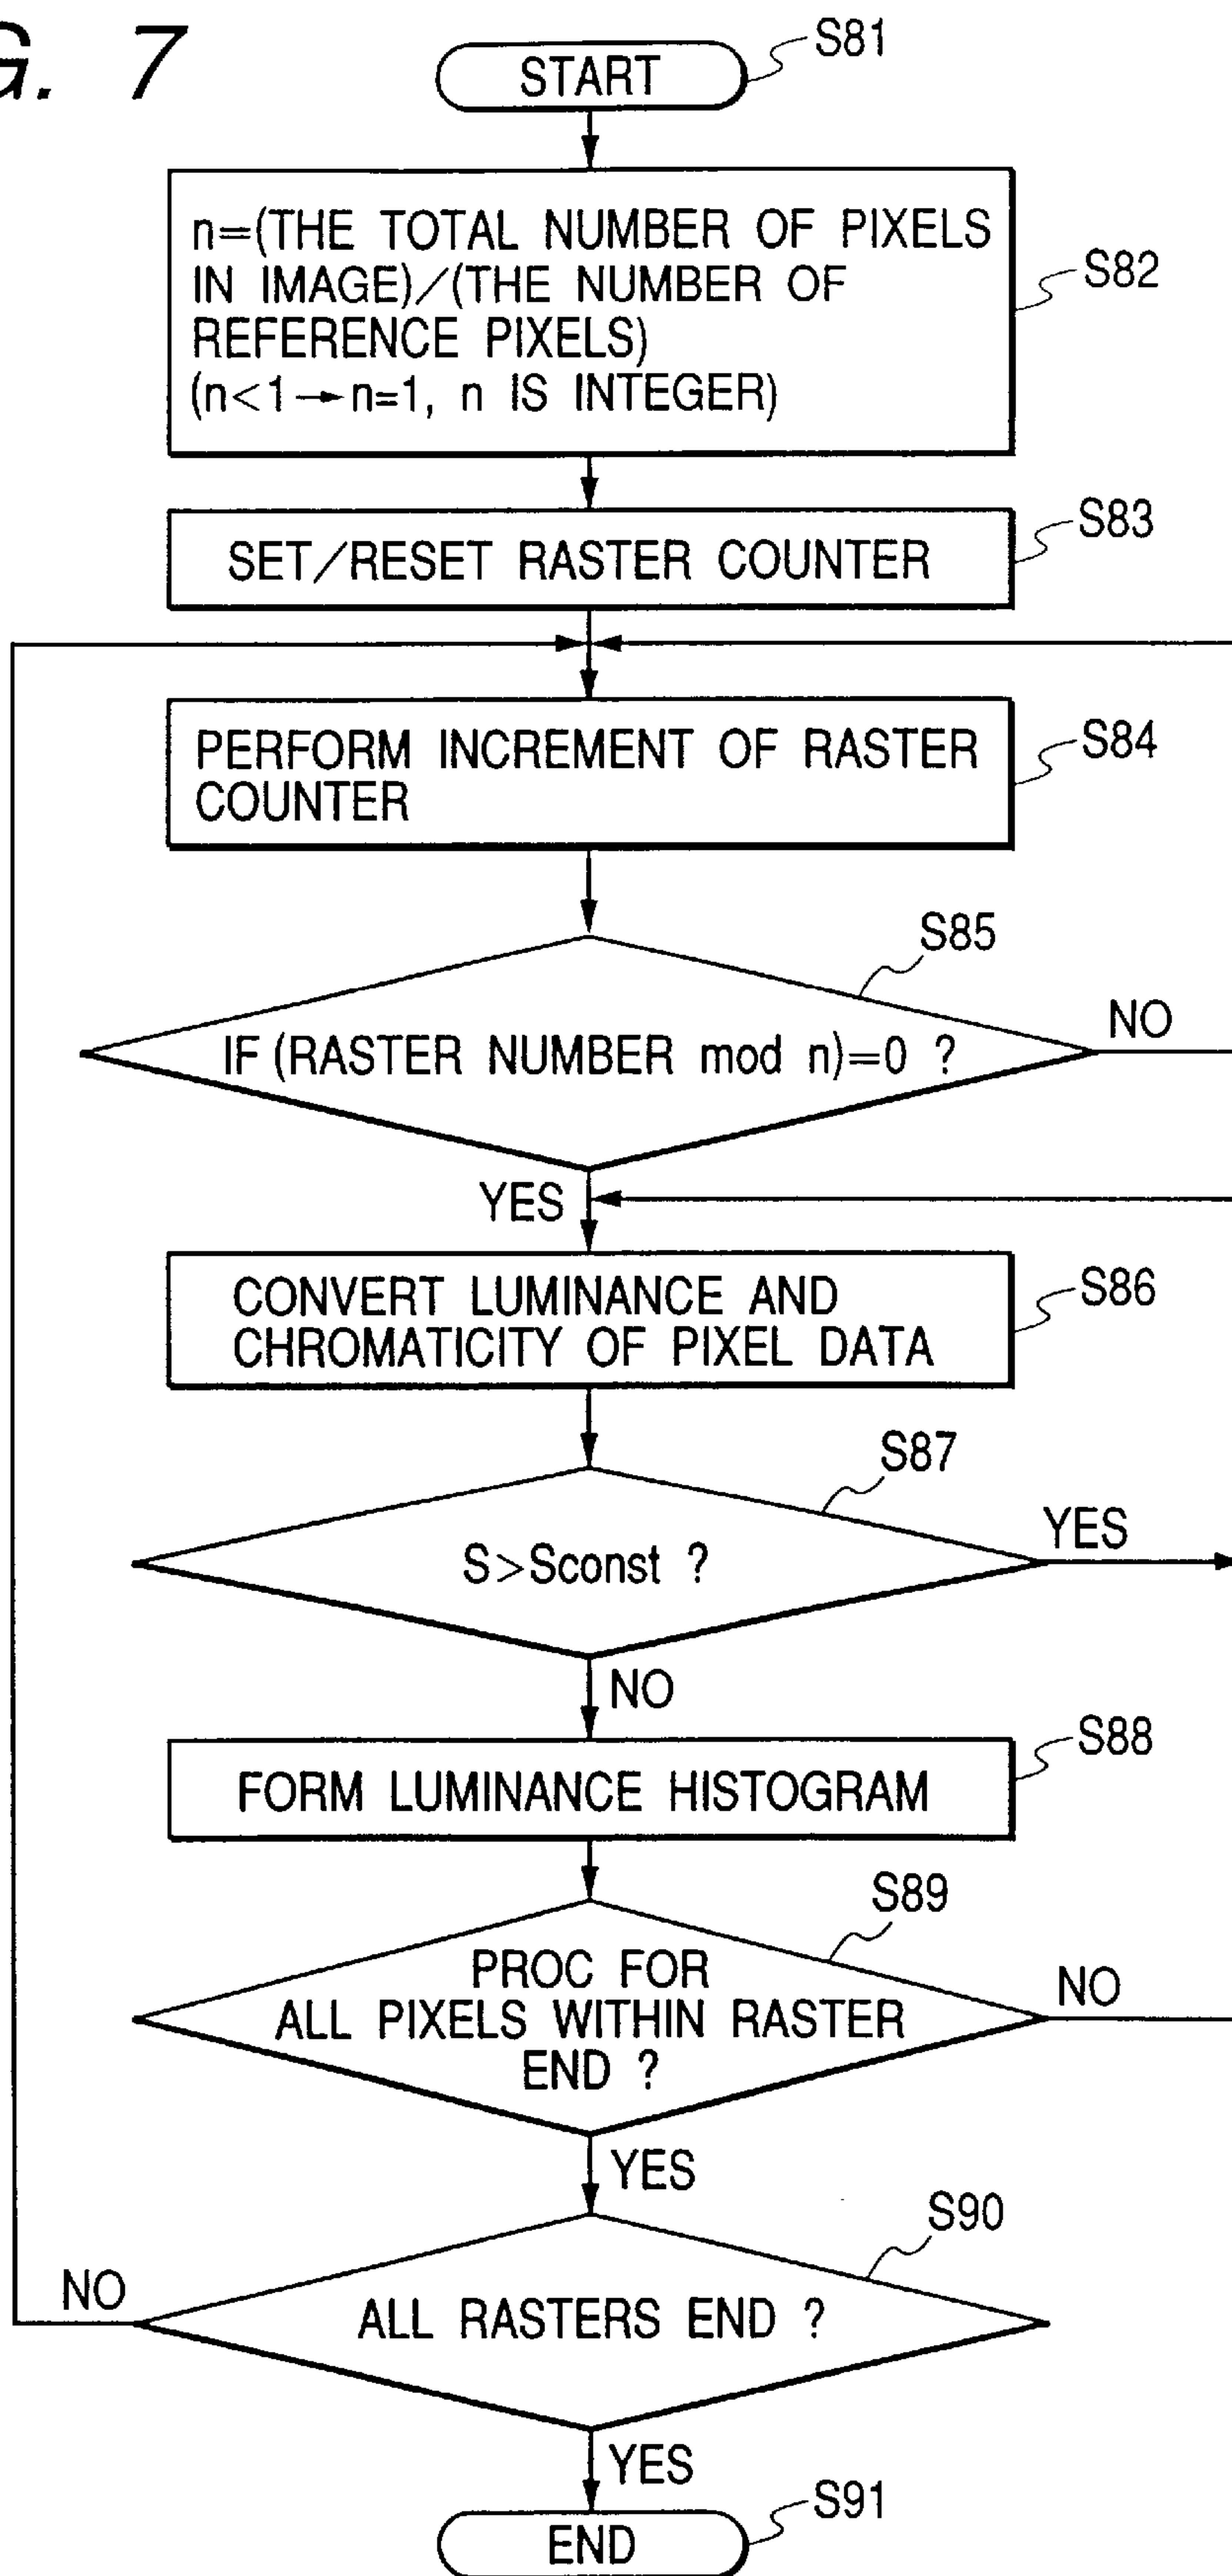 G. 7
START
S81
n=(THE TOTAL NUMBER OF PIXELS
IN IMAGE)/(THE NUMBER OF
REFERENCE PIXELS)
(n<1→n=1, n IS INTEGER)
S82
SET/RESET RASTER COUNTER
S83
PERFORM INCREMENT OF RASTER
COUNTER
S84
S85
IF (RASTER NUMBER mod n)=0 ?
NO
YES
CONVERT LUMINANCE AND
CHROMATICITY OF PIXEL DATA
S86
S87
S>Sconst ?
YES
NO
FORM LUMINANCE HISTOGRAM
S88
S89
PROC FOR
ALL PIXELS WITHIN RASTER
END ?
NO
YES
S90
ALL RASTERS END ?
NO
YES
END
S91